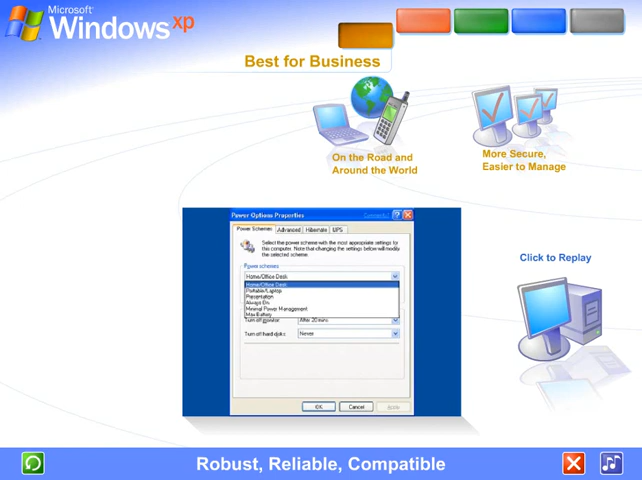 Microsoft
Windows xp
Best for Business
On the Road and
Around the World
More Secure,
Easier to Manage
Power Options Properties
Power Schemes Advanced Hibernate UPS
Select the power scheme with the most appropriate settings for
this computer. Note that changing the settings below will modify
the selected scheme.
Power schemes
Home/Office Desk
Home/Office Desk
Portable/Laptop
Presentation
Always On
Minimal Power Management
Max Battery
Turn off monitor: After 20 mins
Turn off hard disks: Never
OK Cancel Apply
Click to Replay
Robust, Reliable, Compatible